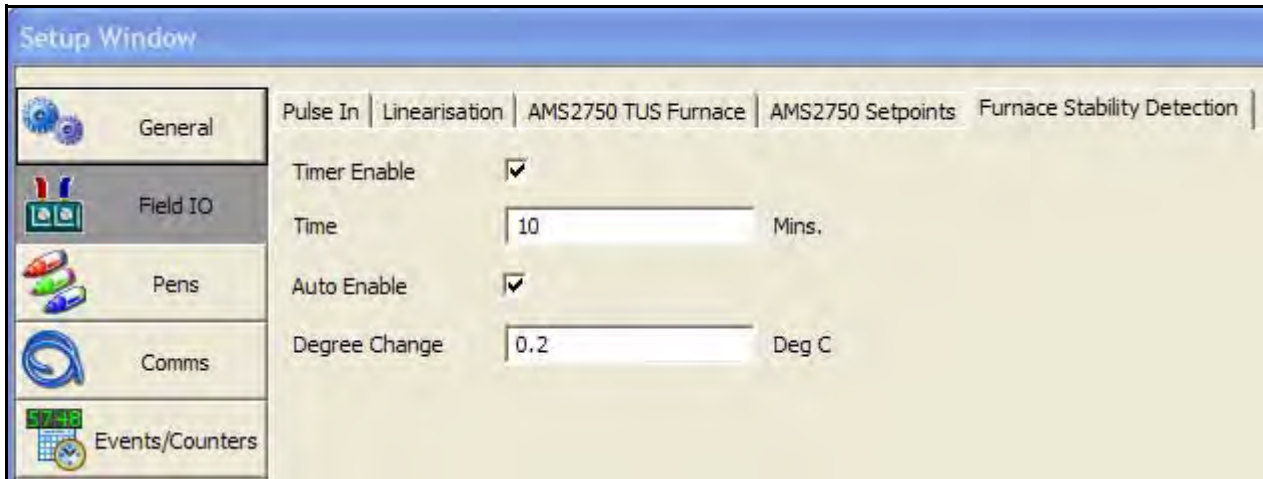 Setup Window
General
Field IO
Pens
Comms
57:48
Events/Counters
Pulse In
Linearisation
AMS2750 TUS Furnace
AMS2750 Setpoints
Furnace Stability Detection
Timer Enable
Time 10 Mins.
Auto Enable
Degree Change 0.2 Deg C